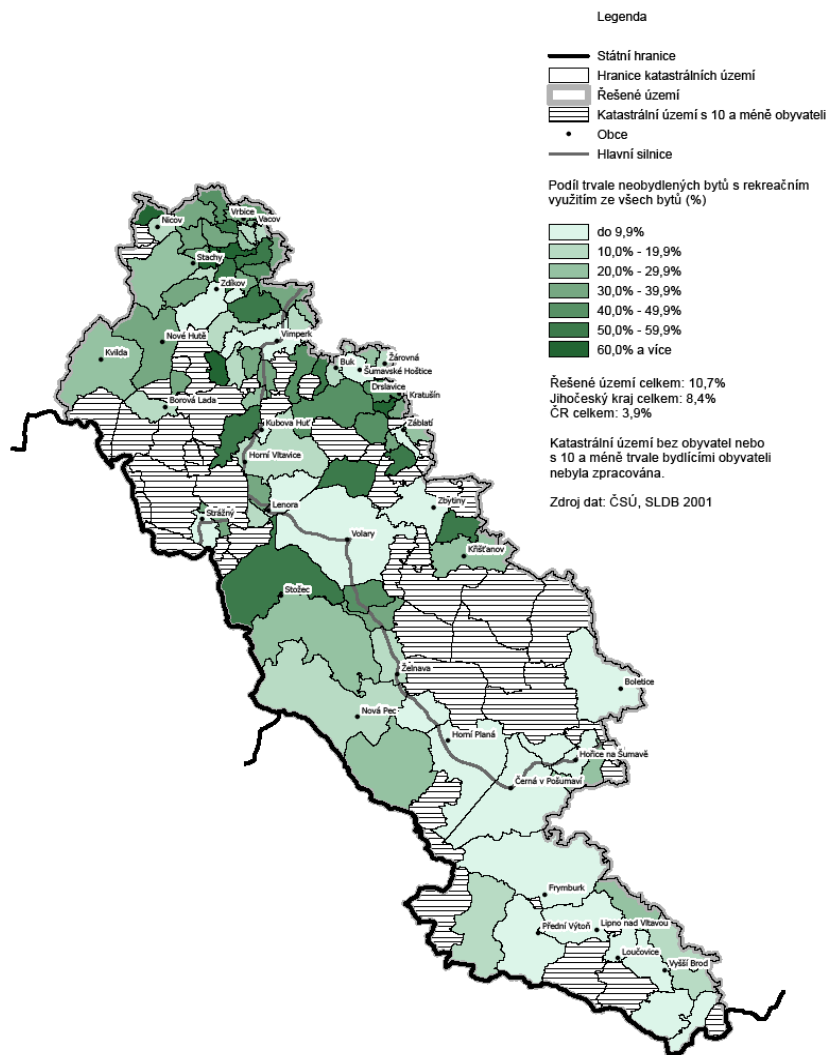 Legenda
Státní hranice
Hranice katastrálních území
Řešené území
Katastrální území s 10 a méně obyvateli
Obce
Hlavní silnice
Podíl trvale neobydlených bytů s rekreačním
využitím ze všech bytů (%)
do 9,9%
10,0% - 19,9%
20,0% - 29,9%
30,0% - 39,9%
40,0% - 49,9%
50,0% - 59,9%
60,0% a více
Řešené území celkem: 10,7%
Jihočeský kraj celkem: 8,4%
ČR celkem: 3,9%
Katastrální území bez obyvatel nebo
s 10 a méně trvale bydlícími obyvateli
nebyla zpracována.
Zdroj dat: ČSÚ, SLDB 2001
Vrbice
Nicov
Vacov
Stachy
Zdíkov
Nové Hutě
Vimperk
Kvilda
Buk
Žárovná
Šumavské Hoštice
Drslavice
Kratušín
Borová Lada
Kubova Huť
Záblatí
Horní Vltavice
Lenora
Zbytiny
Strážný
Volary
Křišťanov
Stožec
Želnava
Boletice
Nová Pec
Horní Planá
Hořice na Šumavě
Černá v Pošumaví
Frymburk
Přední Výtoň
Lipno nad Vltavou
Loučovice
Vyšší Brod